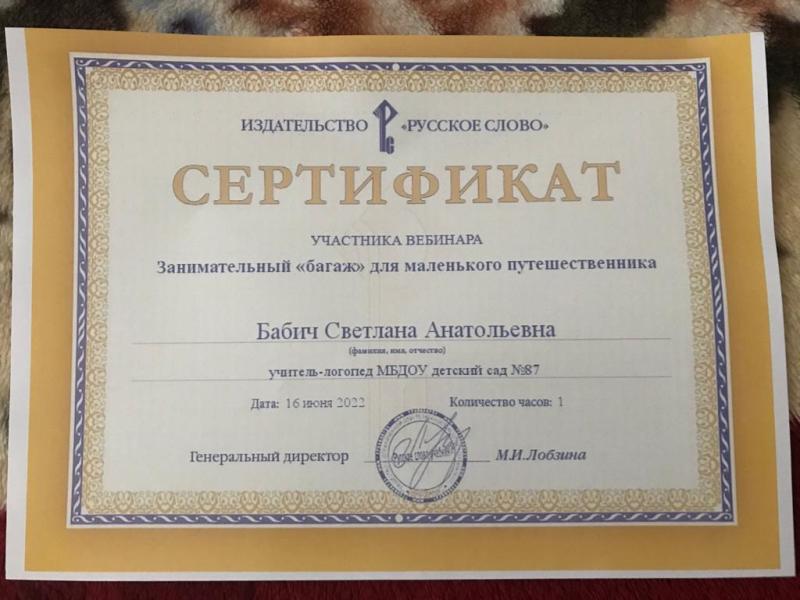 ИЗДАТЕЛЬСТВО РС «РУССКОЕ СЛОВО»
СЕРТИФИКАТ
УЧАСТНИКА ВЕБИНАРА
Занимательный «багаж» для маленького путешественника
Бабич Светлана Анатольевна
(фамилия, имя, отчество)
учитель-логопед МБДОУ детский сад №87
Дата: 16 июня 2022 Количество часов: 1
Генеральный директор М.И.Лобзина